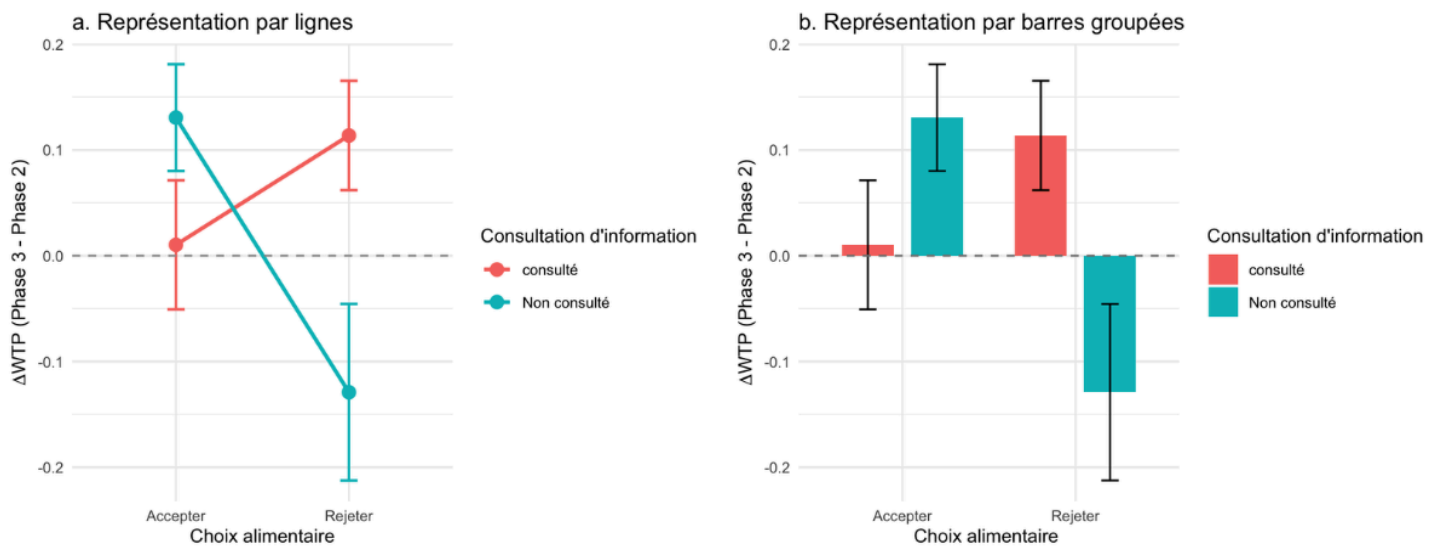 a. Représentation par lignes
0.2
0.1
0.0
-0.1
-0.2
ΔWTP (Phase 3 - Phase 2)
Accepter
Rejeter
Choix alimentaire
Consultation d'information
consulté
Non consulté
b. Représentation par barres groupées
0.2
0.1
0.0
-0.1
-0.2
ΔWTP (Phase 3 - Phase 2)
Accepter
Rejeter
Choix alimentaire
Consultation d'information
consulté
Non consulté